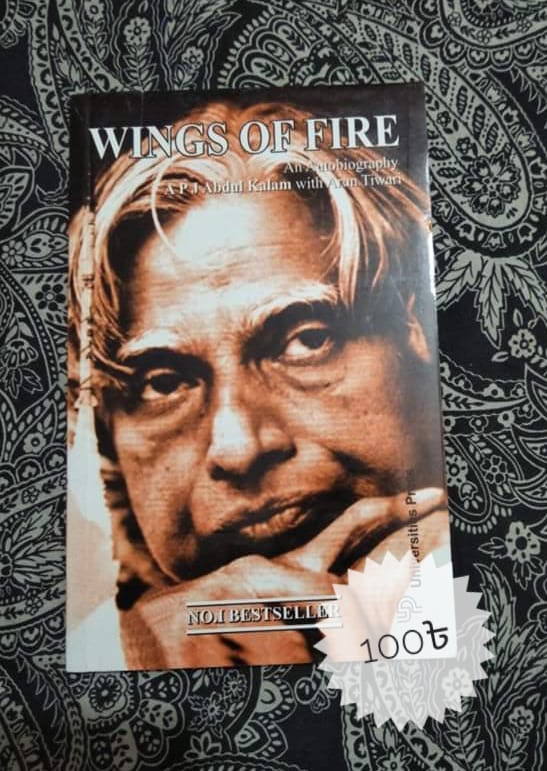 WINGS OF FIRE
An Autobiography
A P J Abdul Kalam with Arun Tiwari
NO.1 BESTSELLER
Universities Press
100৳